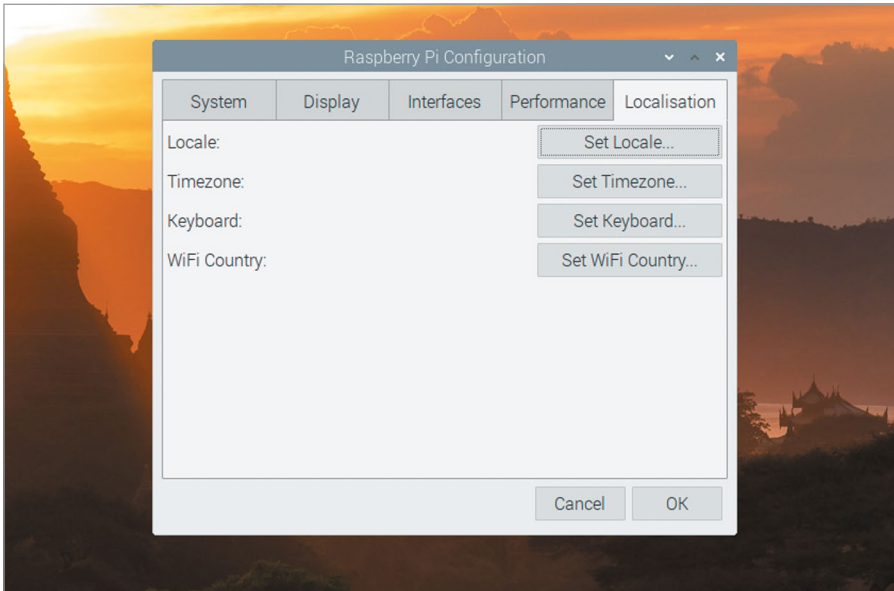 Raspberry Pi Configuration
System Display Interfaces Performance Localisation
Locale: Set Locale...
Timezone: Set Timezone...
Keyboard: Set Keyboard...
WiFi Country: Set WiFi Country...
Cancel OK